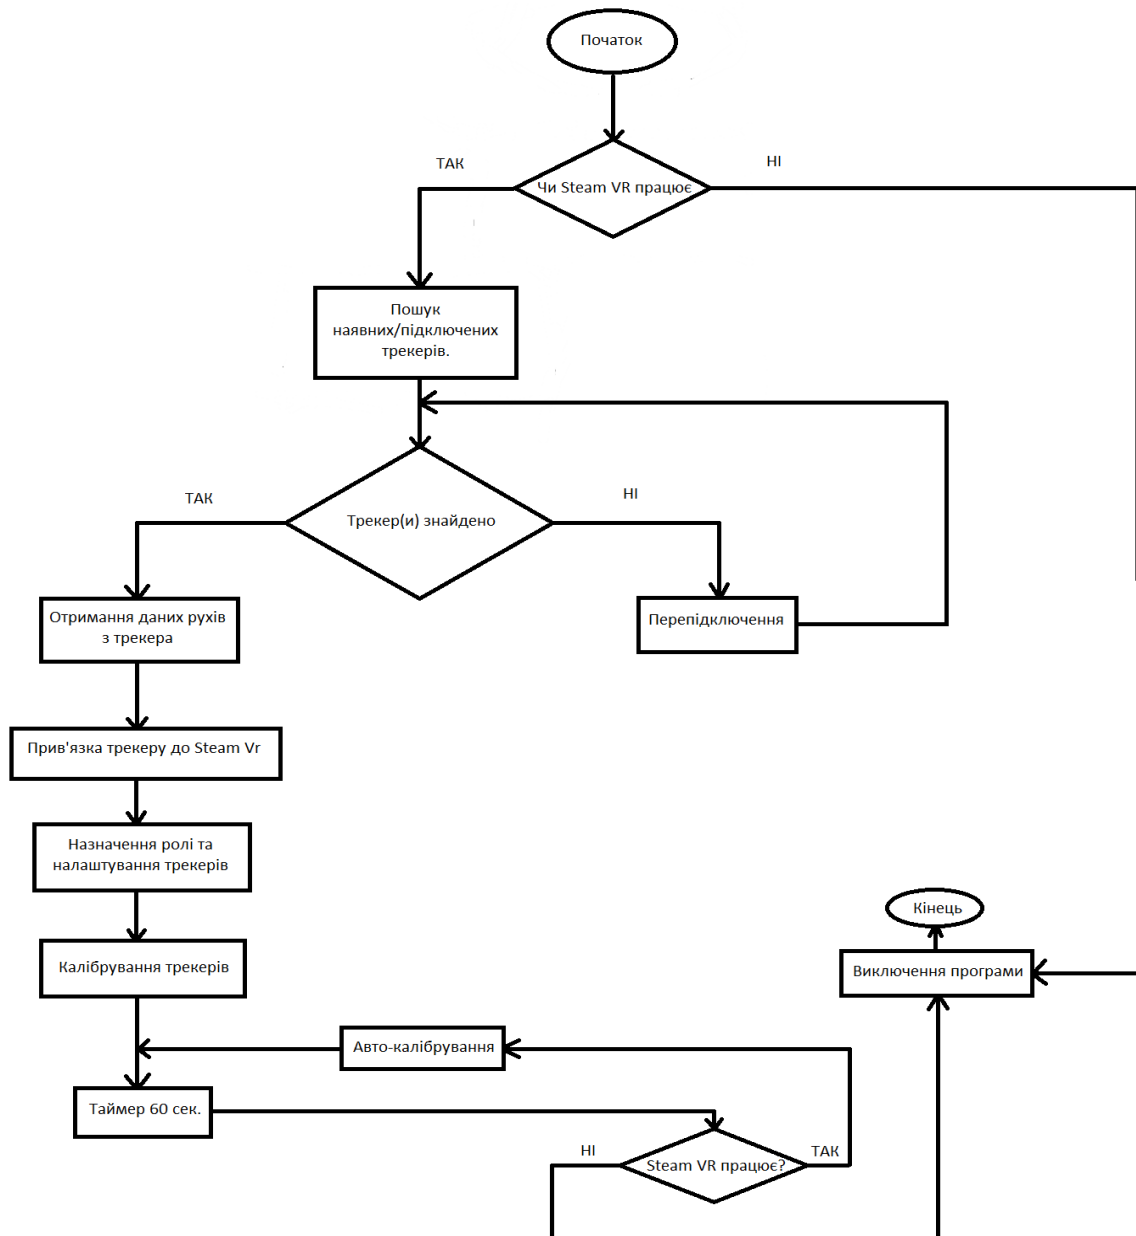 Початок
ТАК
НІ
Чи Steam VR працює
Пошук
наявних/підключених
трекерів.
ТАК
НІ
Трекер(и) знайдено
Отримання даних рухів
з трекера
Перепідключення
Прив'язка трекеру до Steam Vr
Назначення ролі та
налаштування трекерів
Кінець
Калібрування трекерів
Виключення програми
Авто-калібрування
Таймер 60 сек.
НІ
ТАК
Steam VR працює?